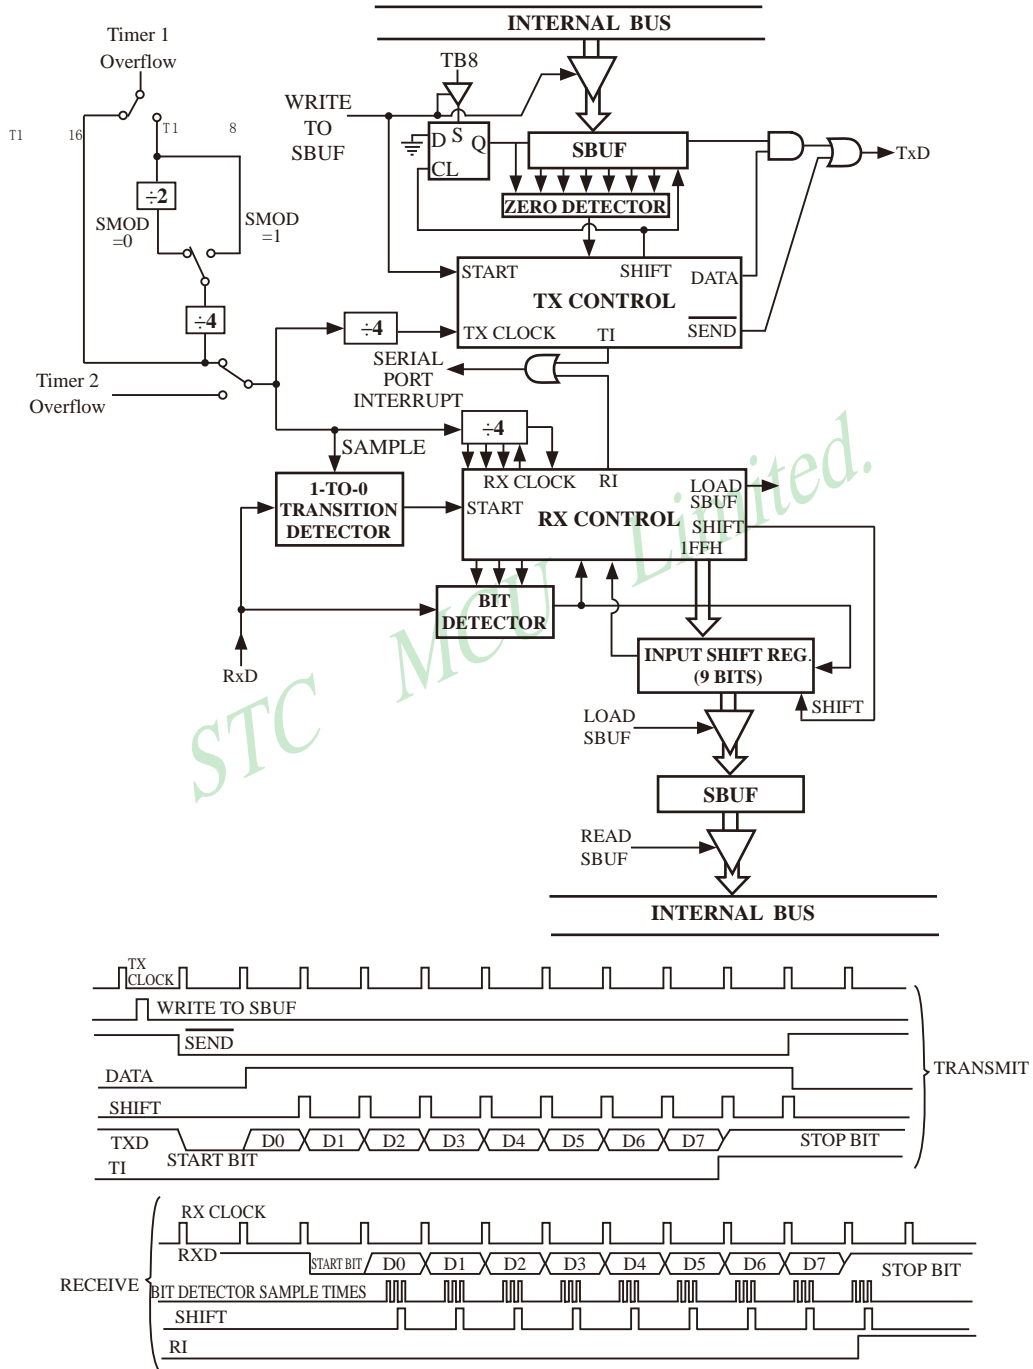 INTERNAL BUS
Timer 1
Overflow
TB8
WRITE
TO
SBUF
T1 16
T1 8
D S Q
CL
SBUF
TxD
÷2
ZERO DETECTOR
SMOD
=0
SMOD
=1
START
SHIFT
DATA
TX CONTROL
÷4
÷4
TX CLOCK
TI
SEND
SERIAL
PORT
INTERRUPT
Timer 2
Overflow
÷4
SAMPLE
1-TO-0
TRANSITION
DETECTOR
RX CLOCK
RI
LOAD
SBUF
START
RX CONTROL
SHIFT
1FFH
BIT
DETECTOR
RxD
INPUT SHIFT REG.
(9 BITS)
SHIFT
LOAD
SBUF
SBUF
READ
SBUF
INTERNAL BUS
STC MCU Limited.
TX
CLOCK
WRITE TO SBUF
SEND
DATA
TRANSMIT
SHIFT
TXD
START BIT
D0 D1 D2 D3 D4 D5 D6 D7
STOP BIT
TI
RX CLOCK
RXD
START BIT
D0 D1 D2 D3 D4 D5 D6 D7
STOP BIT
RECEIVE
BIT DETECTOR SAMPLE TIMES
SHIFT
RI